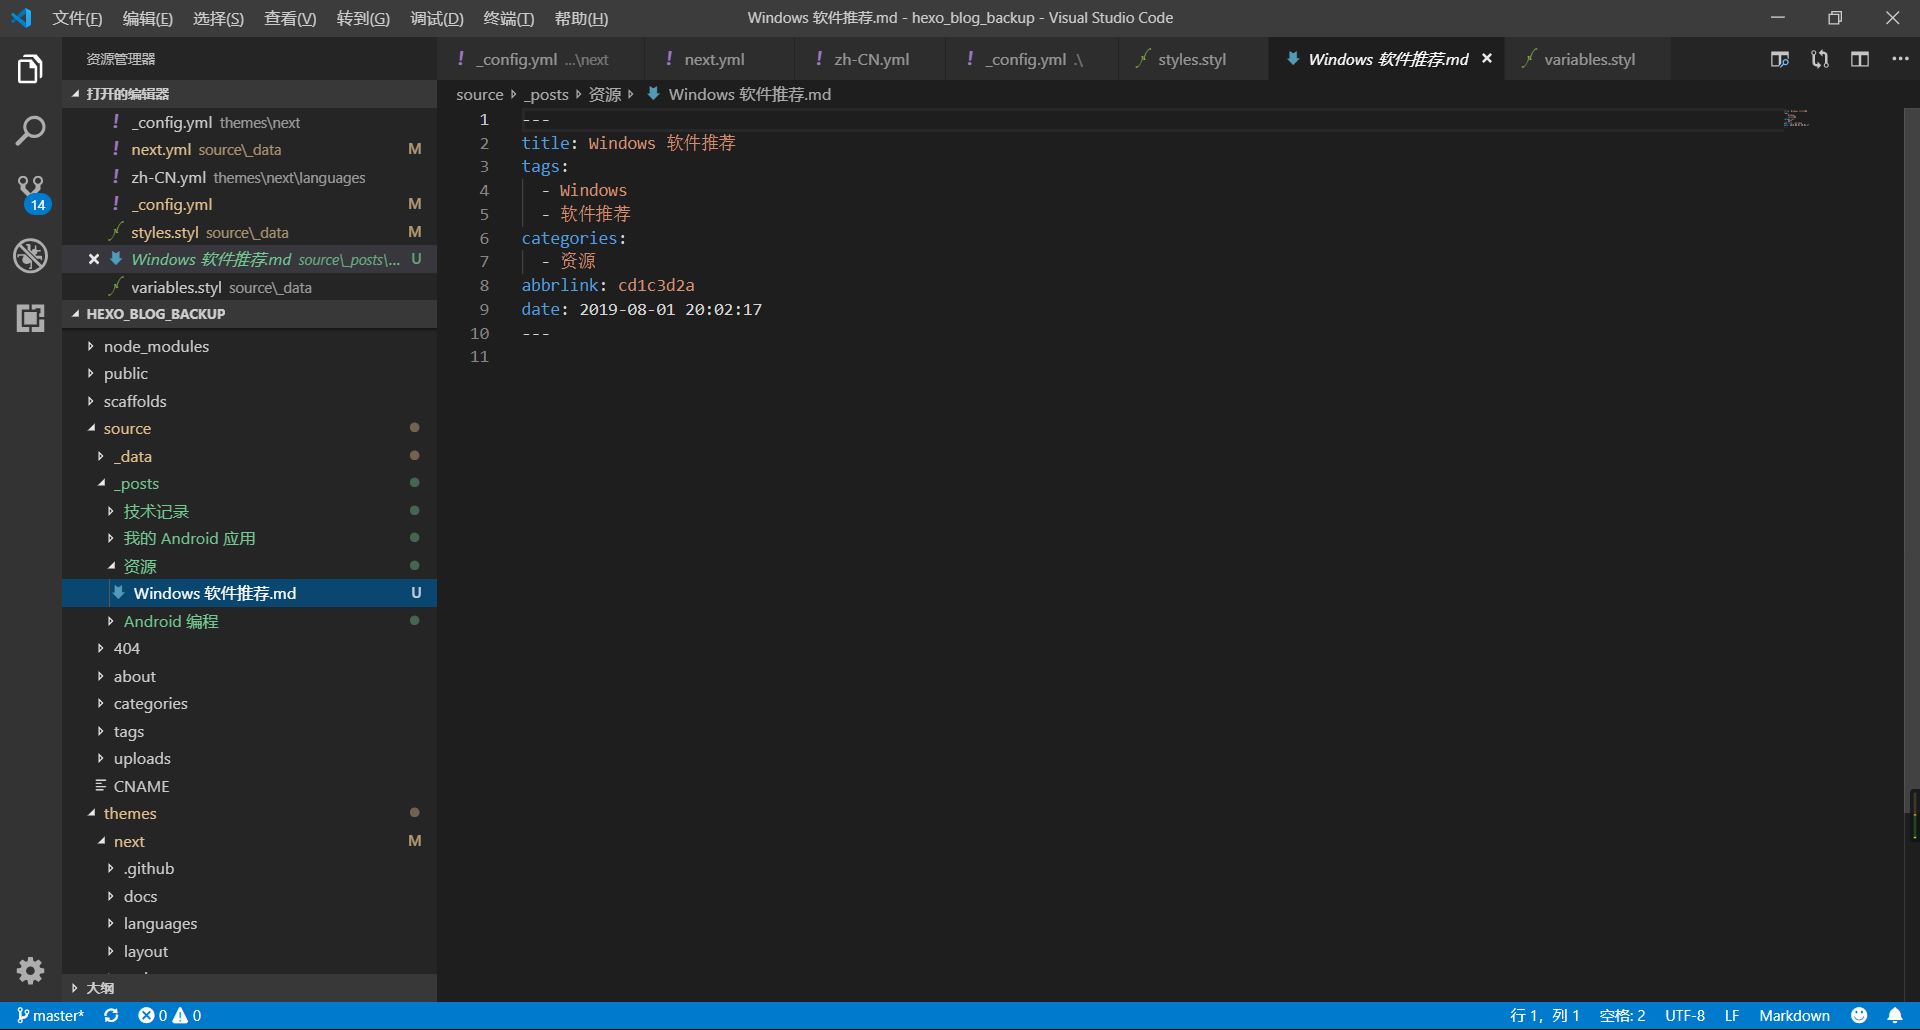 文件(F) 编辑(E) 选择(S) 查看(V) 转到(G) 调试(D) 终端(T) 帮助(H) Windows 软件推荐.md - hexo_blog_backup - Visual Studio Code
资源管理器
! _config.yml ...\next ! next.yml ! zh-CN.yml ! _config.yml .\ styles.styl Windows 软件推荐.md × variables.styl
打开的编辑器
! _config.yml themes\next
! next.yml source\_data M
! zh-CN.yml themes\next\languages
! _config.yml M
styles.styl source\_data M
× Windows 软件推荐.md source\_posts\... U
variables.styl source\_data
HEXO_BLOG_BACKUP
node_modules
public
scaffolds
source
_data
_posts
技术记录
我的 Android 应用
资源
Windows 软件推荐.md U
Android 编程
404
about
categories
tags
uploads
CNAME
themes
next M
.github
docs
languages
layout
大纲
source _posts 资源 Windows 软件推荐.md
1 ---
2 title: Windows 软件推荐
3 tags:
4 - Windows
5 - 软件推荐
6 categories:
7 - 资源
8 abbrlink: cd1c3d2a
9 date: 2019-08-01 20:02:17
10 ---
11
14
master* 0 0 行 1，列 1 空格: 2 UTF-8 LF Markdown